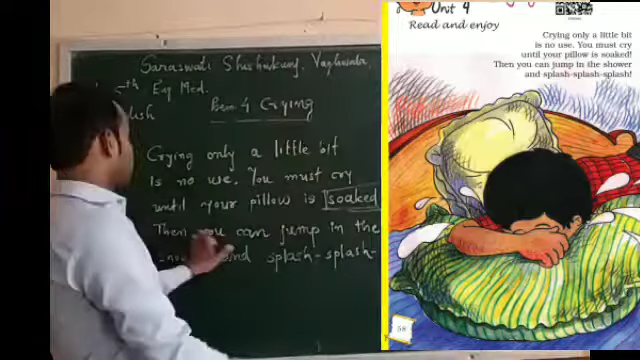 Saraswati Shishukunj, Vaghawala
5th Eng Med.
Poem 4 Crying
Crying only a little bit
is no use. You must cry
until your pillow is soaked
Then you can jump in the
and splash-splash-
Unit 4
Read and enjoy
Crying only a little bit
is no use. You must cry
until your pillow is soaked!
Then you can jump in the shower
and splash-splash-splash!
58